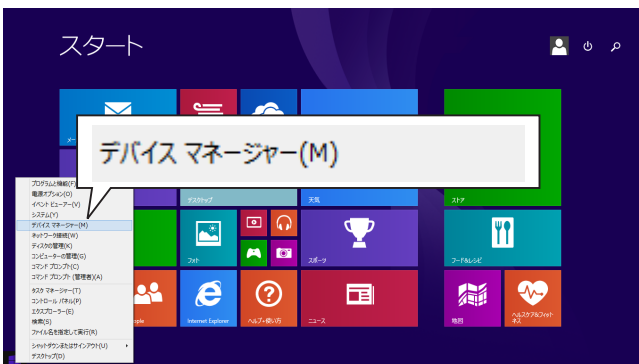 スタート
デバイス マネージャー(M)
デスクトップ
天気
ストア
プログラムと機能(F)
電源オプション(O)
イベント ビューアー(V)
システム(Y)
デバイス マネージャー(M)
ネットワーク接続(W)
ディスクの管理(K)
コンピューターの管理(G)
コマンド プロンプト(C)
コマンド プロンプト (管理者)(A)
タスク マネージャー(T)
コントロール パネル(P)
エクスプローラー(E)
検索(S)
ファイル名を指定して実行(R)
シャットダウンまたはサインアウト(U)
デスクトップ(D)
フォト
スポーツ
フード&レシピ
Internet Explorer
ヘルプ+使い方
ニュース
地図
ヘルスケア&フィットネス